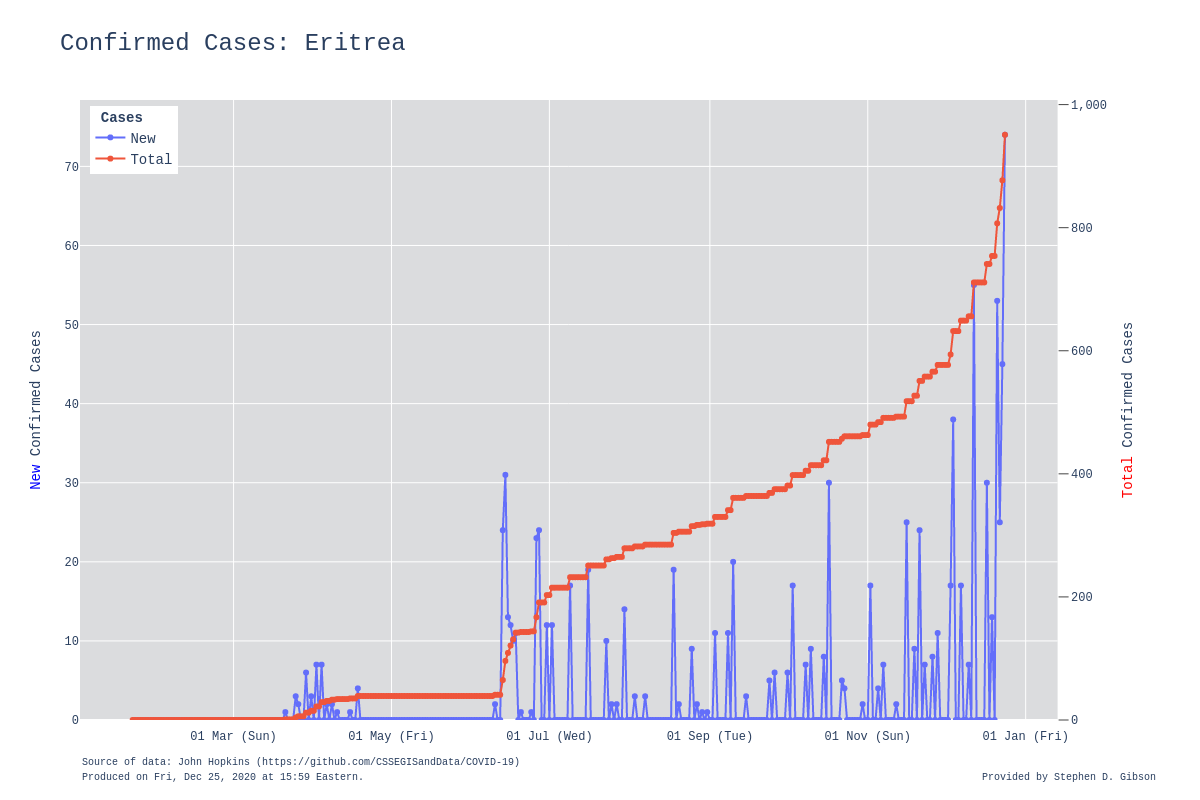 Confirmed Cases: Eritrea
Cases
New
Total
70
60
50
40
30
20
10
0
1,000
800
600
400
200
0
New Confirmed Cases
Total Confirmed Cases
01 Mar (Sun)
01 May (Fri)
01 Jul (Wed)
01 Sep (Tue)
01 Nov (Sun)
01 Jan (Fri)
Source of data: John Hopkins (https://github.com/CSSEGISandData/COVID-19)
Produced on Fri, Dec 25, 2020 at 15:59 Eastern.
Provided by Stephen D. Gibson